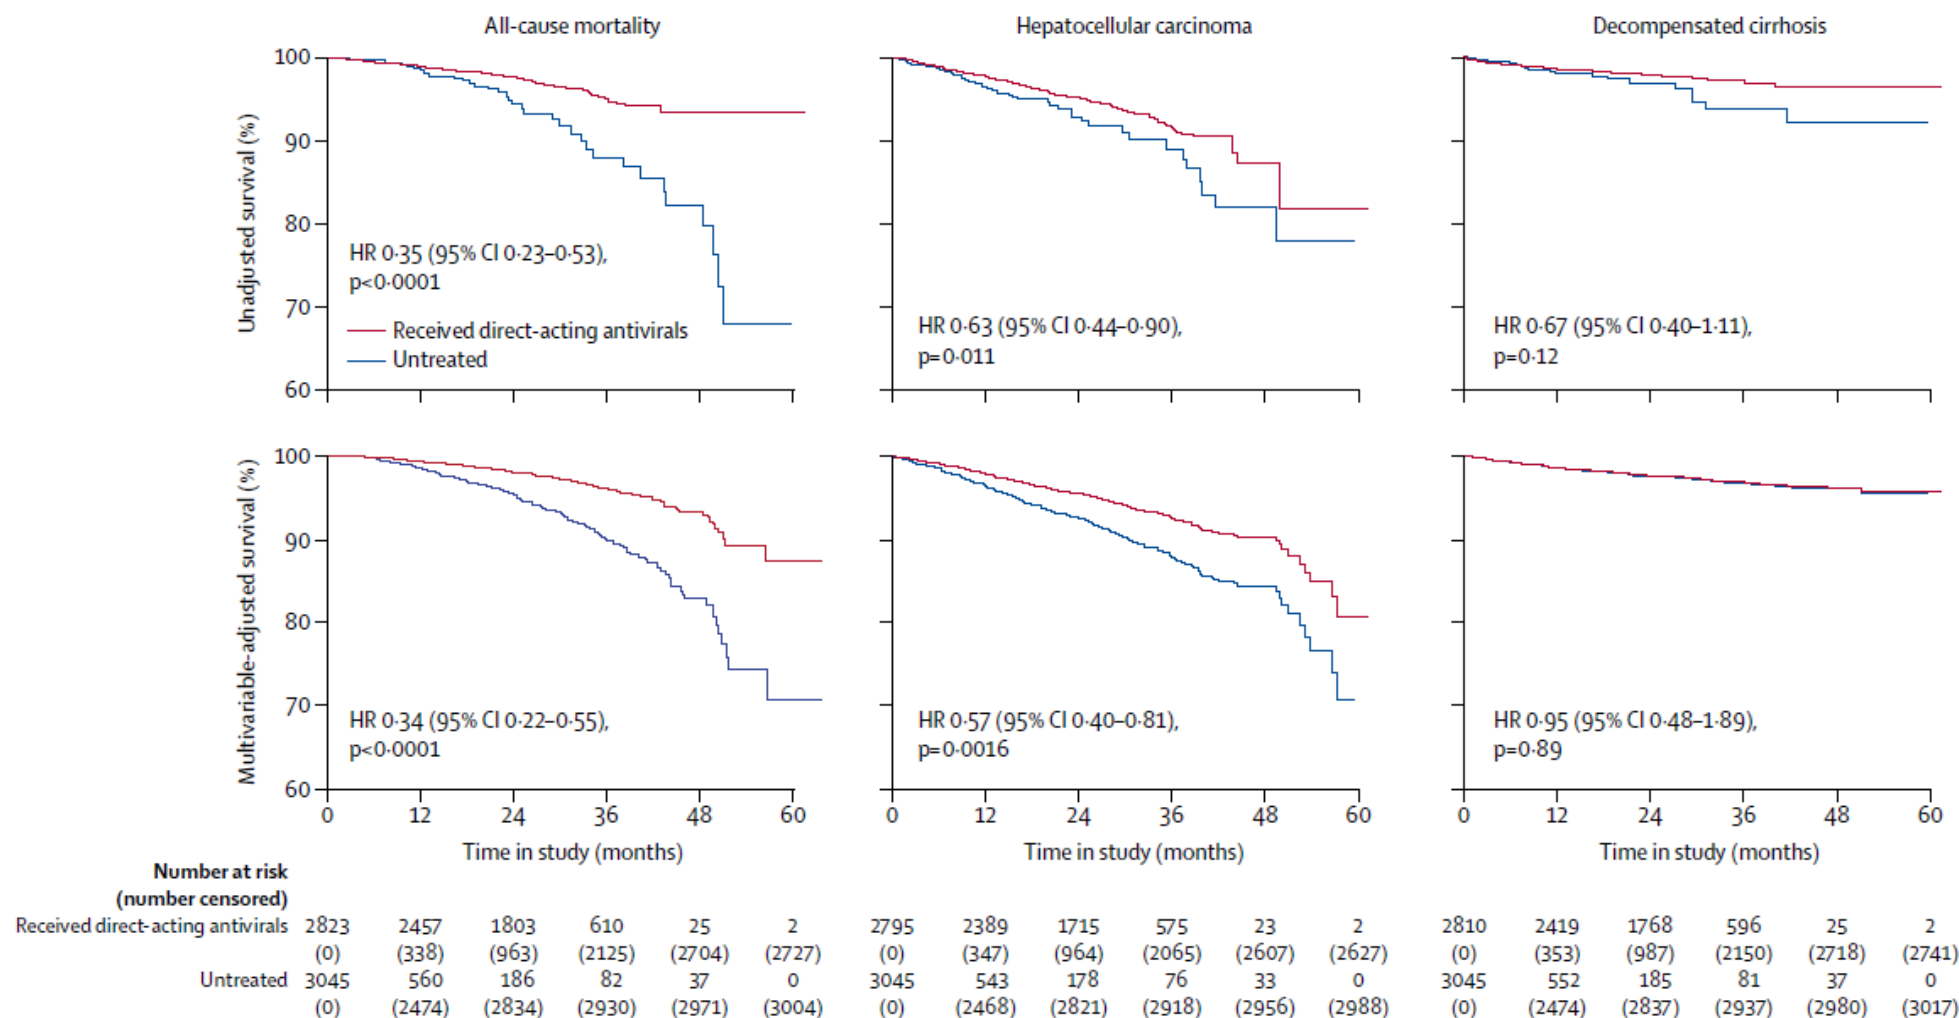 All-cause mortality
Hepatocellular carcinoma
Decompensated cirrhosis
Unadjusted survival (%)
100
90
80
70
60
HR 0·35 (95% CI 0·23–0·53),
p<0·0001
Received direct-acting antivirals
Untreated
HR 0·63 (95% CI 0·44–0·90),
p=0·011
HR 0·67 (95% CI 0·40–1·11),
p=0·12
Multivariable-adjusted survival (%)
100
90
80
70
60
HR 0·34 (95% CI 0·22–0·55),
p<0·0001
HR 0·57 (95% CI 0·40–0·81),
p=0·0016
HR 0·95 (95% CI 0·48–1·89),
p=0·89
0 12 24 36 48 60
0 12 24 36 48 60
0 12 24 36 48 60
Time in study (months)
Time in study (months)
Time in study (months)
Number at risk
(number censored)
Received direct-acting antivirals 2823 2457 1803 610 25 2 2795 2389 1715 575 23 2 2810 2419 1768 596 25 2
(0) (338) (963) (2125) (2704) (2727) (0) (347) (964) (2065) (2607) (2627) (0) (353) (987) (2150) (2718) (2741)
Untreated 3045 560 186 82 37 0 3045 543 178 76 33 0 3045 552 185 81 37 0
(0) (2474) (2834) (2930) (2971) (3004) (0) (2468) (2821) (2918) (2956) (2988) (0) (2474) (2837) (2937) (2980) (3017)